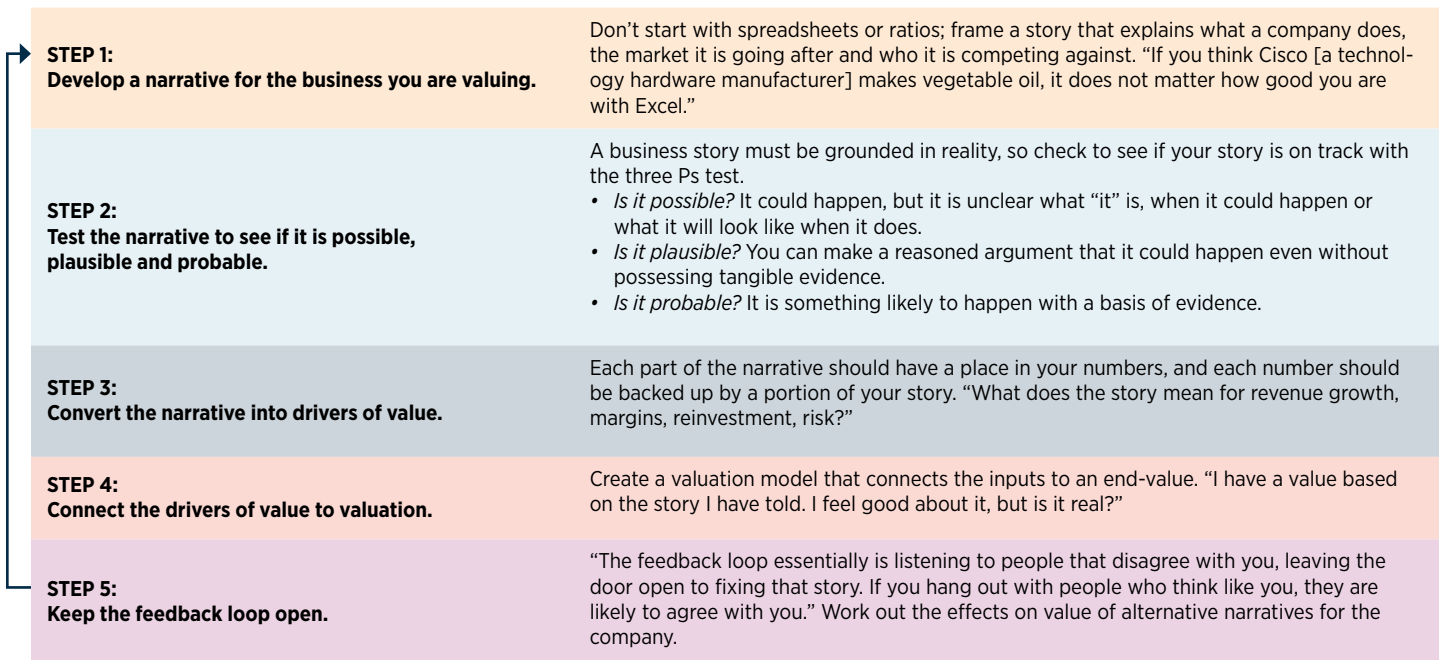 STEP 1:
Develop a narrative for the business you are valuing.
Don’t start with spreadsheets or ratios; frame a story that explains what a company does,
the market it is going after and who it is competing against. “If you think Cisco [a technol-
ogy hardware manufacturer] makes vegetable oil, it does not matter how good you are
with Excel.”
STEP 2:
Test the narrative to see if it is possible,
plausible and probable.
A business story must be grounded in reality, so check to see if your story is on track with
the three Ps test.
• Is it possible? It could happen, but it is unclear what “it” is, when it could happen or
what it will look like when it does.
• Is it plausible? You can make a reasoned argument that it could happen even without
possessing tangible evidence.
• Is it probable? It is something likely to happen with a basis of evidence.
STEP 3:
Convert the narrative into drivers of value.
Each part of the narrative should have a place in your numbers, and each number should
be backed up by a portion of your story. “What does the story mean for revenue growth,
margins, reinvestment, risk?”
STEP 4:
Connect the drivers of value to valuation.
Create a valuation model that connects the inputs to an end-value. “I have a value based
on the story I have told. I feel good about it, but is it real?”
STEP 5:
Keep the feedback loop open.
“The feedback loop essentially is listening to people that disagree with you, leaving the
door open to fixing that story. If you hang out with people who think like you, they are
likely to agree with you.” Work out the effects on value of alternative narratives for the
company.